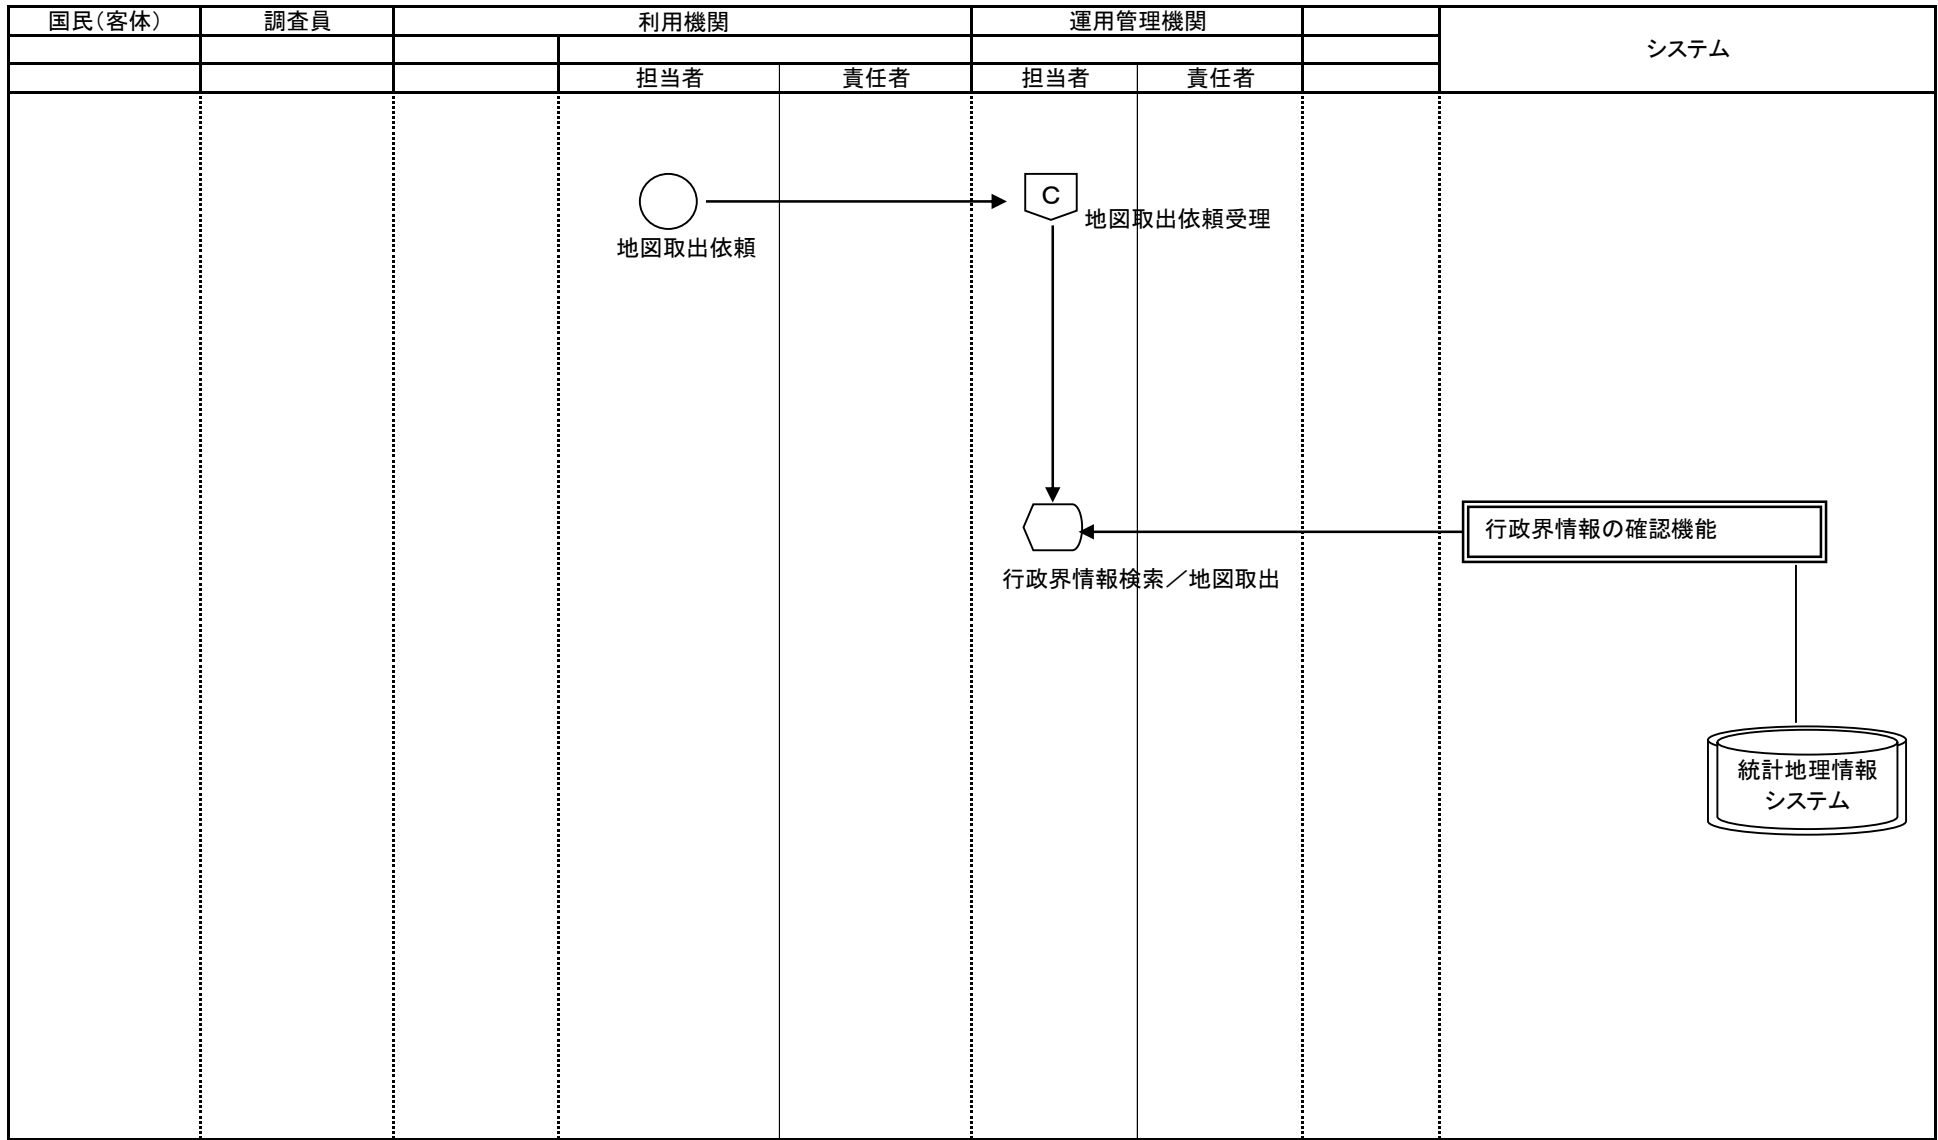 国民（客体）
調査員
利用機関
運用管理機関
システム
担当者
責任者
担当者
責任者
C
地図取出依頼受理
地図取出依頼
行政界情報の確認機能
行政界情報検索／地図取出
統計地理情報
システム